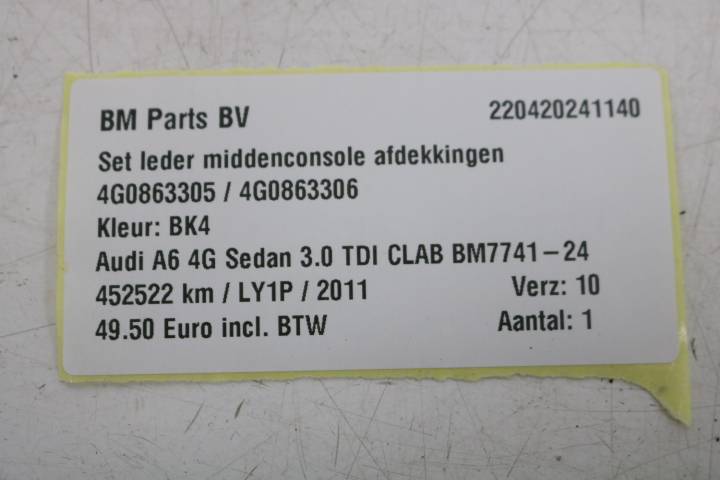 BM Parts BV 220420241140
Set leder middenconsole afdekkingen
4G0863305 / 4G0863306
Kleur: BK4
Audi A6 4G Sedan 3.0 TDI CLAB BM7741-24
452522 km / LY1P / 2011 Verz: 10
49.50 Euro incl. BTW Aantal: 1